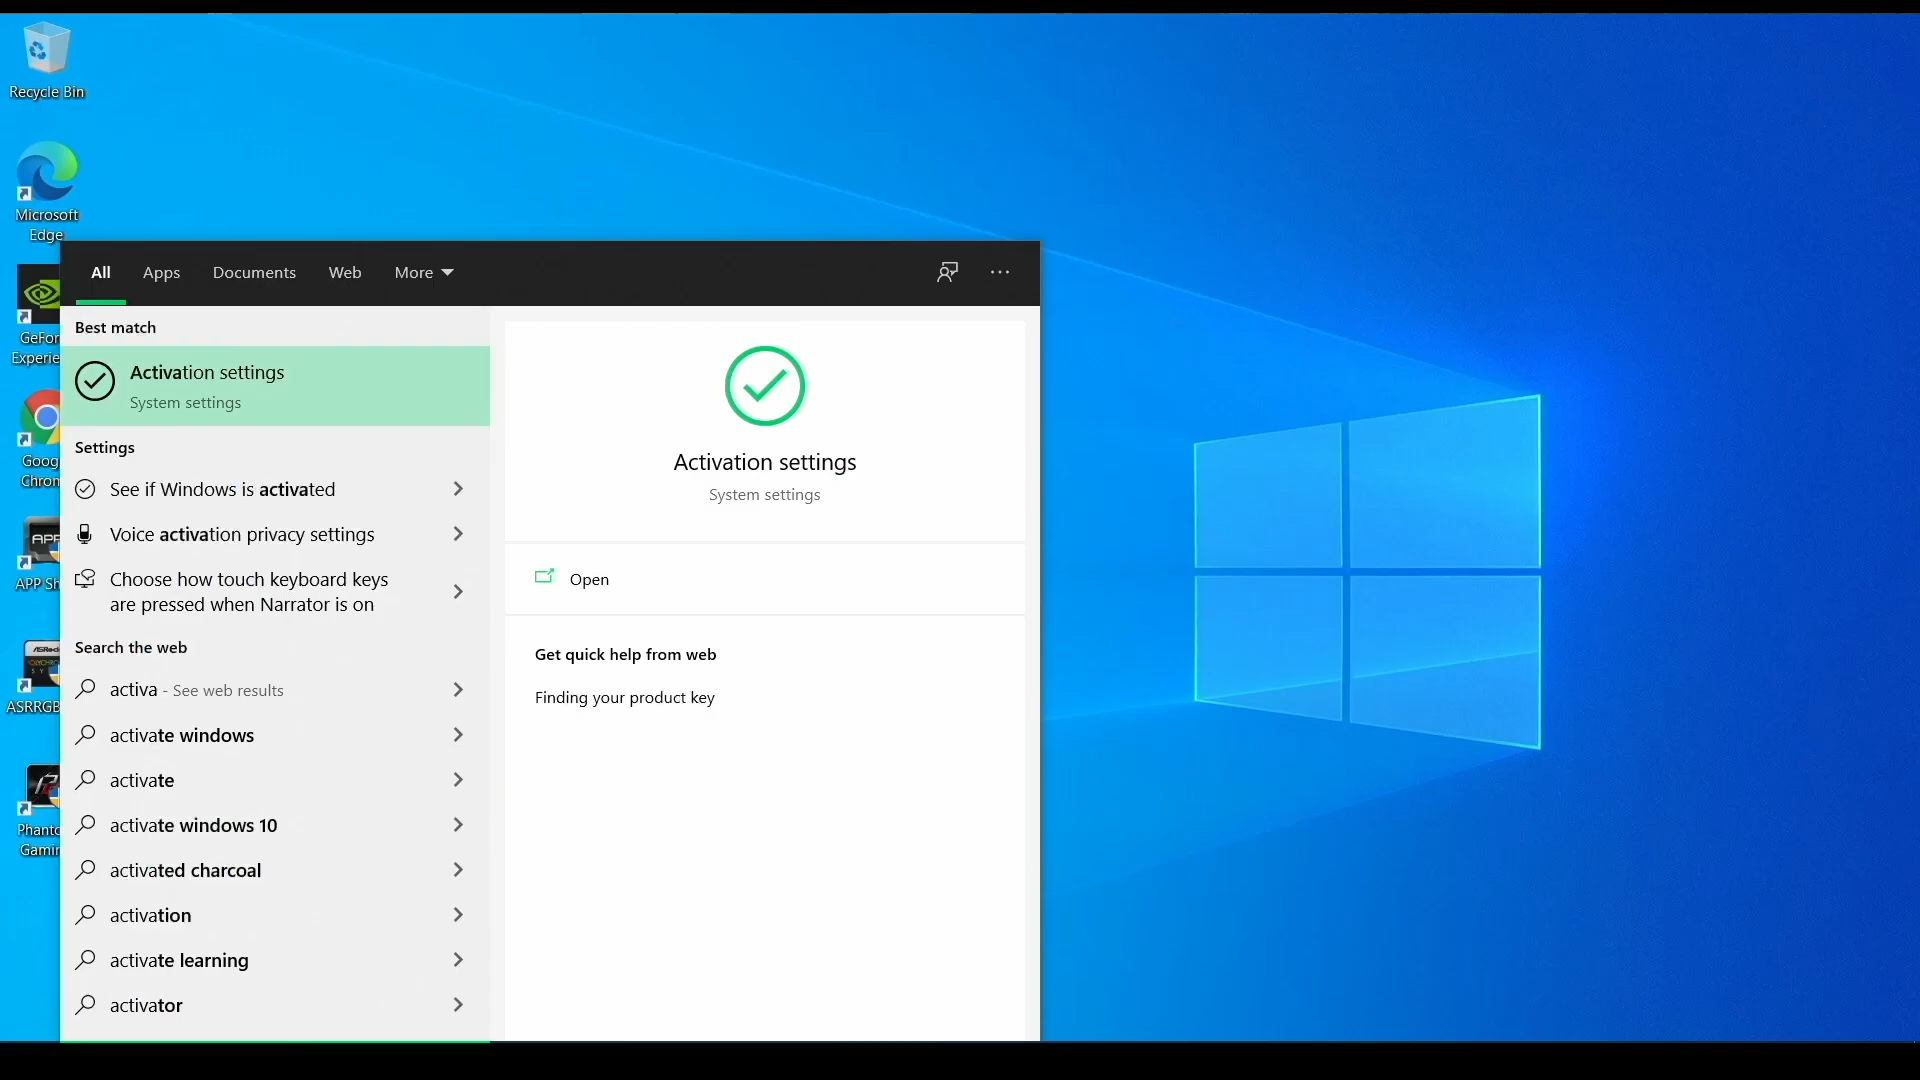 Recycle Bin
Microsoft
Edge
GeFor
Experie
Goog
Chrom
APP Sh
ASRRGB
Phanto
Gamin
All
Apps
Documents
Web
More
Best match
Activation settings
System settings
Settings
See if Windows is activated
Voice activation privacy settings
Choose how touch keyboard keys
are pressed when Narrator is on
Search the web
activa - See web results
activate windows
activate
activate windows 10
activated charcoal
activation
activate learning
activator
Activation settings
System settings
Open
Get quick help from web
Finding your product key